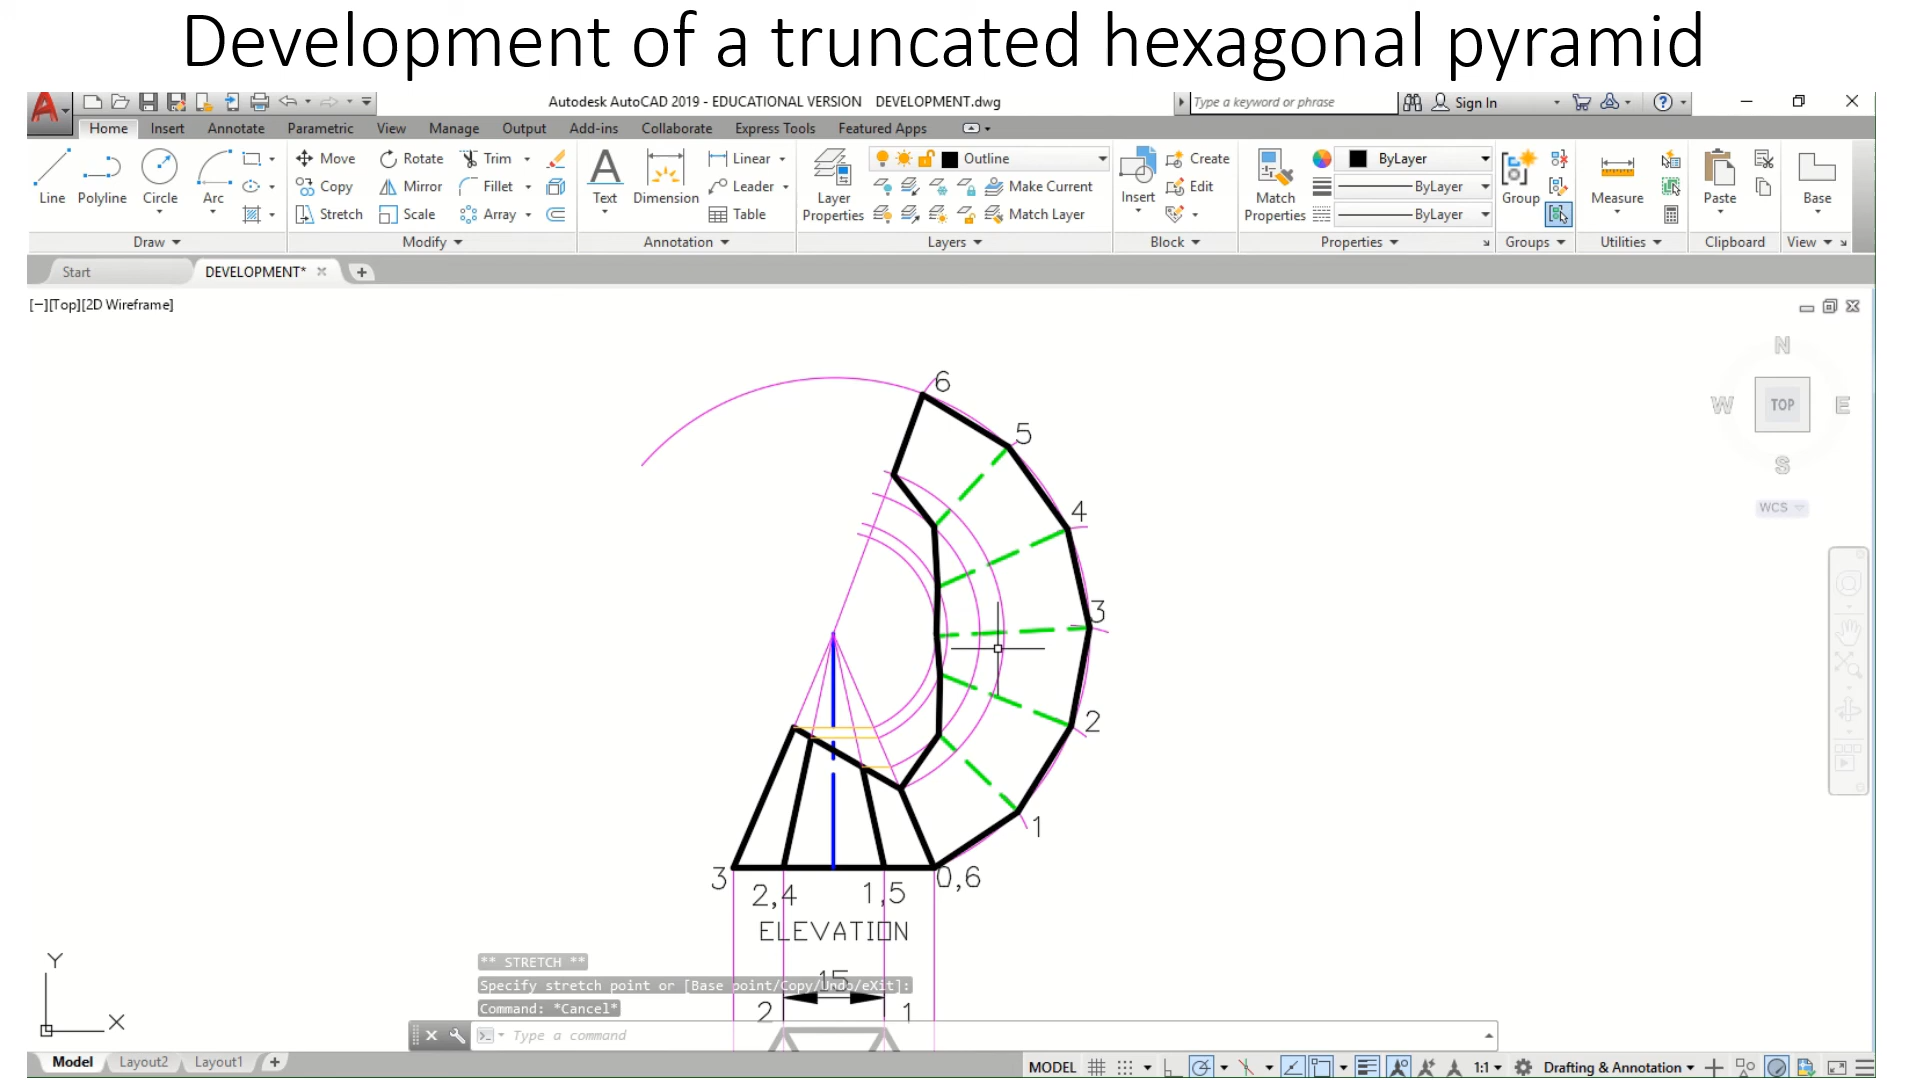 Development of a truncated hexagonal pyramid
Autodesk AutoCAD 2019 - EDUCATIONAL VERSION DEVELOPMENT.dwg
Type a keyword or phrase
Sign In
Home Insert Annotate Parametric View Manage Output Add-ins Collaborate Express Tools Featured Apps
Line Polyline Circle Arc
Move Rotate Trim
Copy Mirror Fillet
Stretch Scale Array
Text Dimension
Linear
Leader
Table
Layer Properties
Outline
Make Current
Match Layer
Insert
Create
Edit
Match Properties
ByLayer
ByLayer
ByLayer
Group
Measure
Paste
Base
Draw Modify Annotation Layers Block Properties Groups Utilities Clipboard View
Start DEVELOPMENT*
[−][Top][2D Wireframe]
N
W TOP E
S
WCS
6
5
4
3
2
1
3 0,6
2,4 1,5
ELEVATION
15
2 1
Y
X
** STRETCH **
Specify stretch point or [Base point/Copy/Undo/eXit]:
Command: *Cancel*
Type a command
Model Layout2 Layout1
MODEL 1:1 Drafting & Annotation